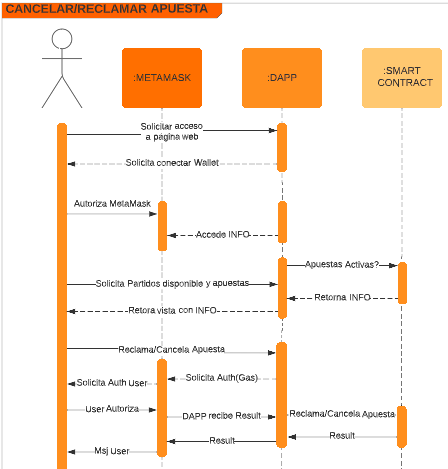 CANCELAR/RECLAMAR APUESTA
:METAMASK
:DAPP
:SMART
CONTRACT
Solicitar acceso
a pagina web
Solicita conectar Wallet
Autoriza MetaMask
Accede INFO
Apuestas Activas?
Solicita Partidos disponible y apuestas
Retorna INFO
Retora vista con INFO
Reclama/Cancela Apuesta
Solicita Auth(Gas)
Solicita Auth User
User Autoriza
DAPP recibe Result
Reclama/Cancela Apuesta
Result
Result
Msj User